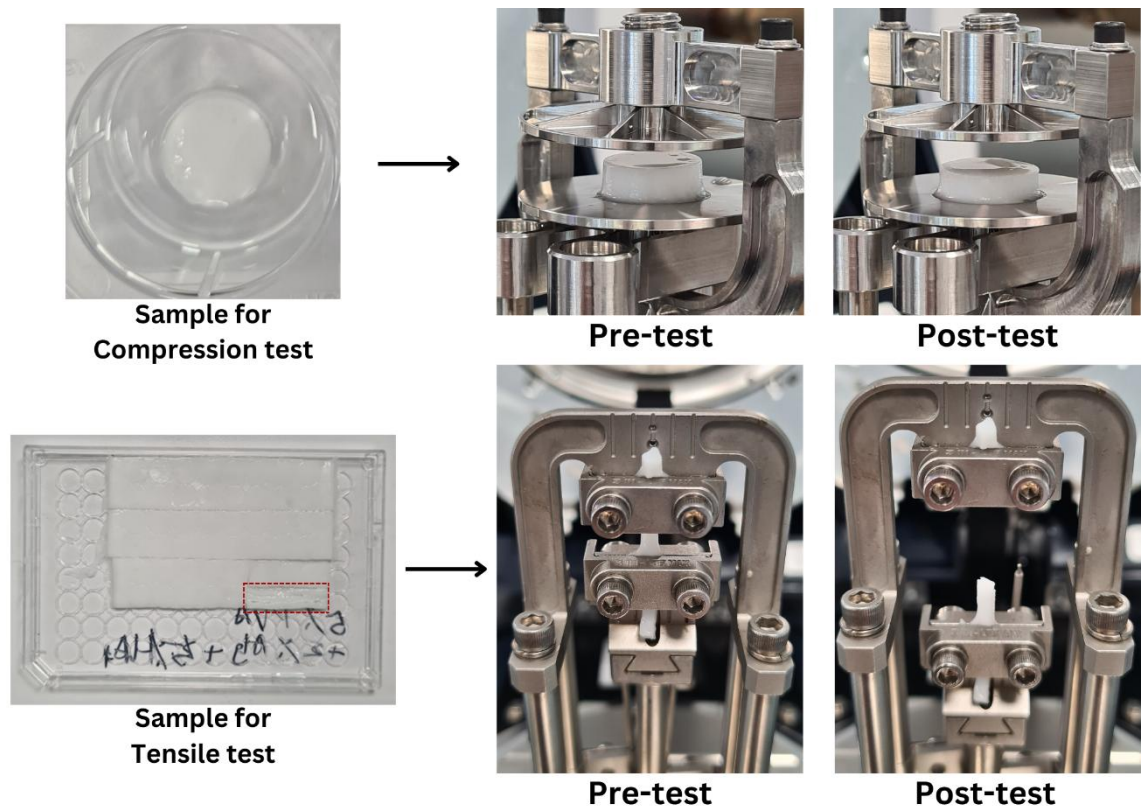 Sample for
Compression test
Pre-test
Post-test
Sample for
Tensile test
Pre-test
Post-test